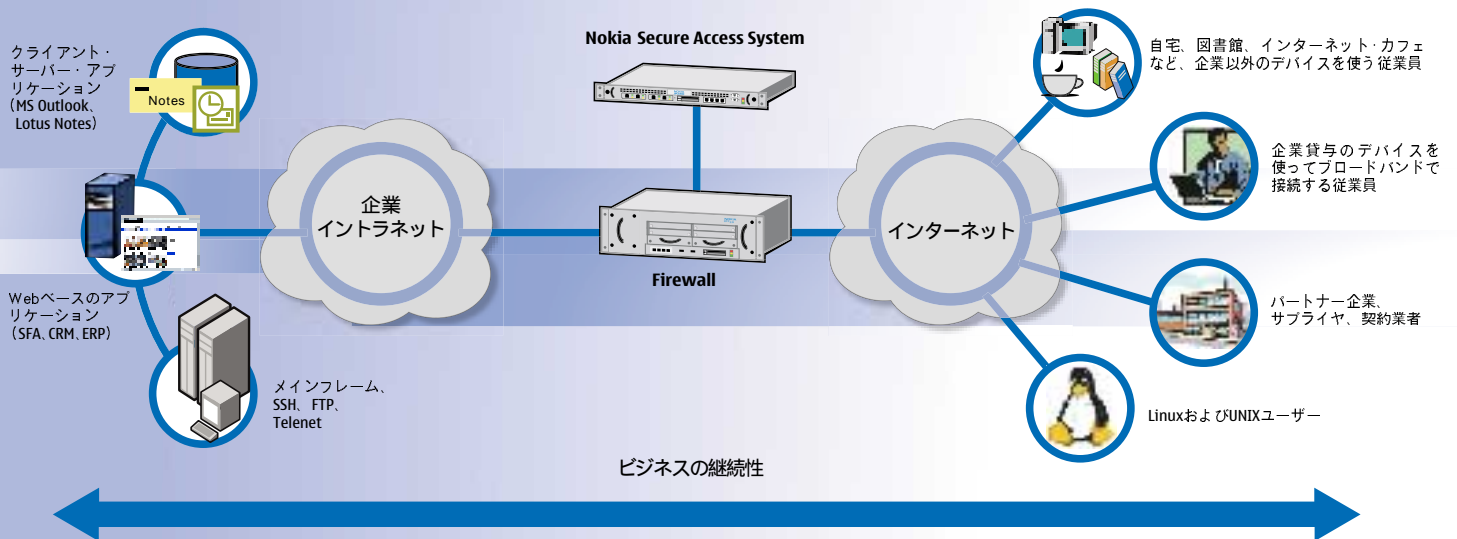 クライアント・
サーバー・アプ
リケーション
（MS Outlook、
Lotus Notes）
Notes
Webベースのアプ
リケーション
（SFA、CRM、ERP）
メインフレーム、
SSH、FTP、
Telenet
企業
イントラネット
Nokia Secure Access System
Firewall
インターネット
自宅、図書館、インターネット・カフェ
など、企業以外のデバイスを使う従業員
企業貸与のデバイスを
使ってブロードバンドで
接続する従業員
パートナー企業、
サプライヤ、契約業者
LinuxおよびUNIXユーザー
ビジネスの継続性